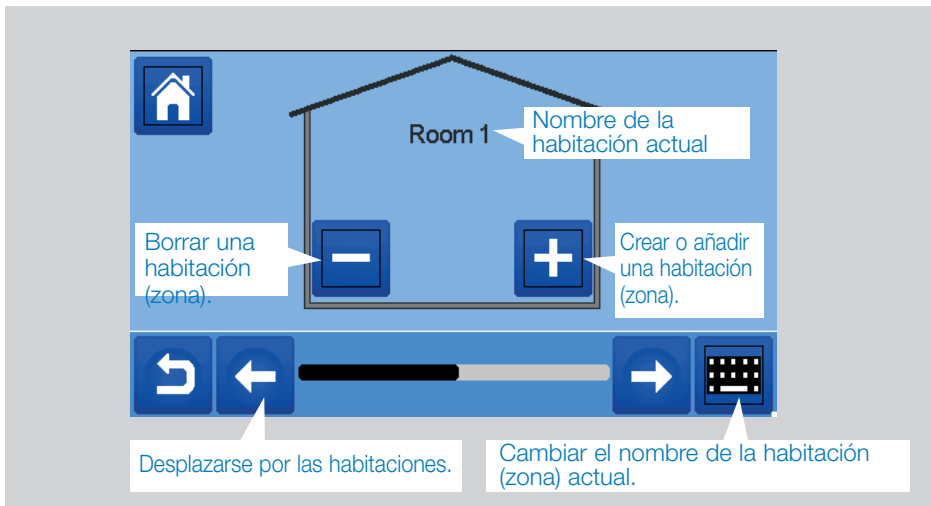 Room 1
Nombre de la
habitación actual
Borrar una
habitación
(zona).
Crear o añadir
una habitación
(zona).
Desplazarse por las habitaciones.
Cambiar el nombre de la habitación
(zona) actual.